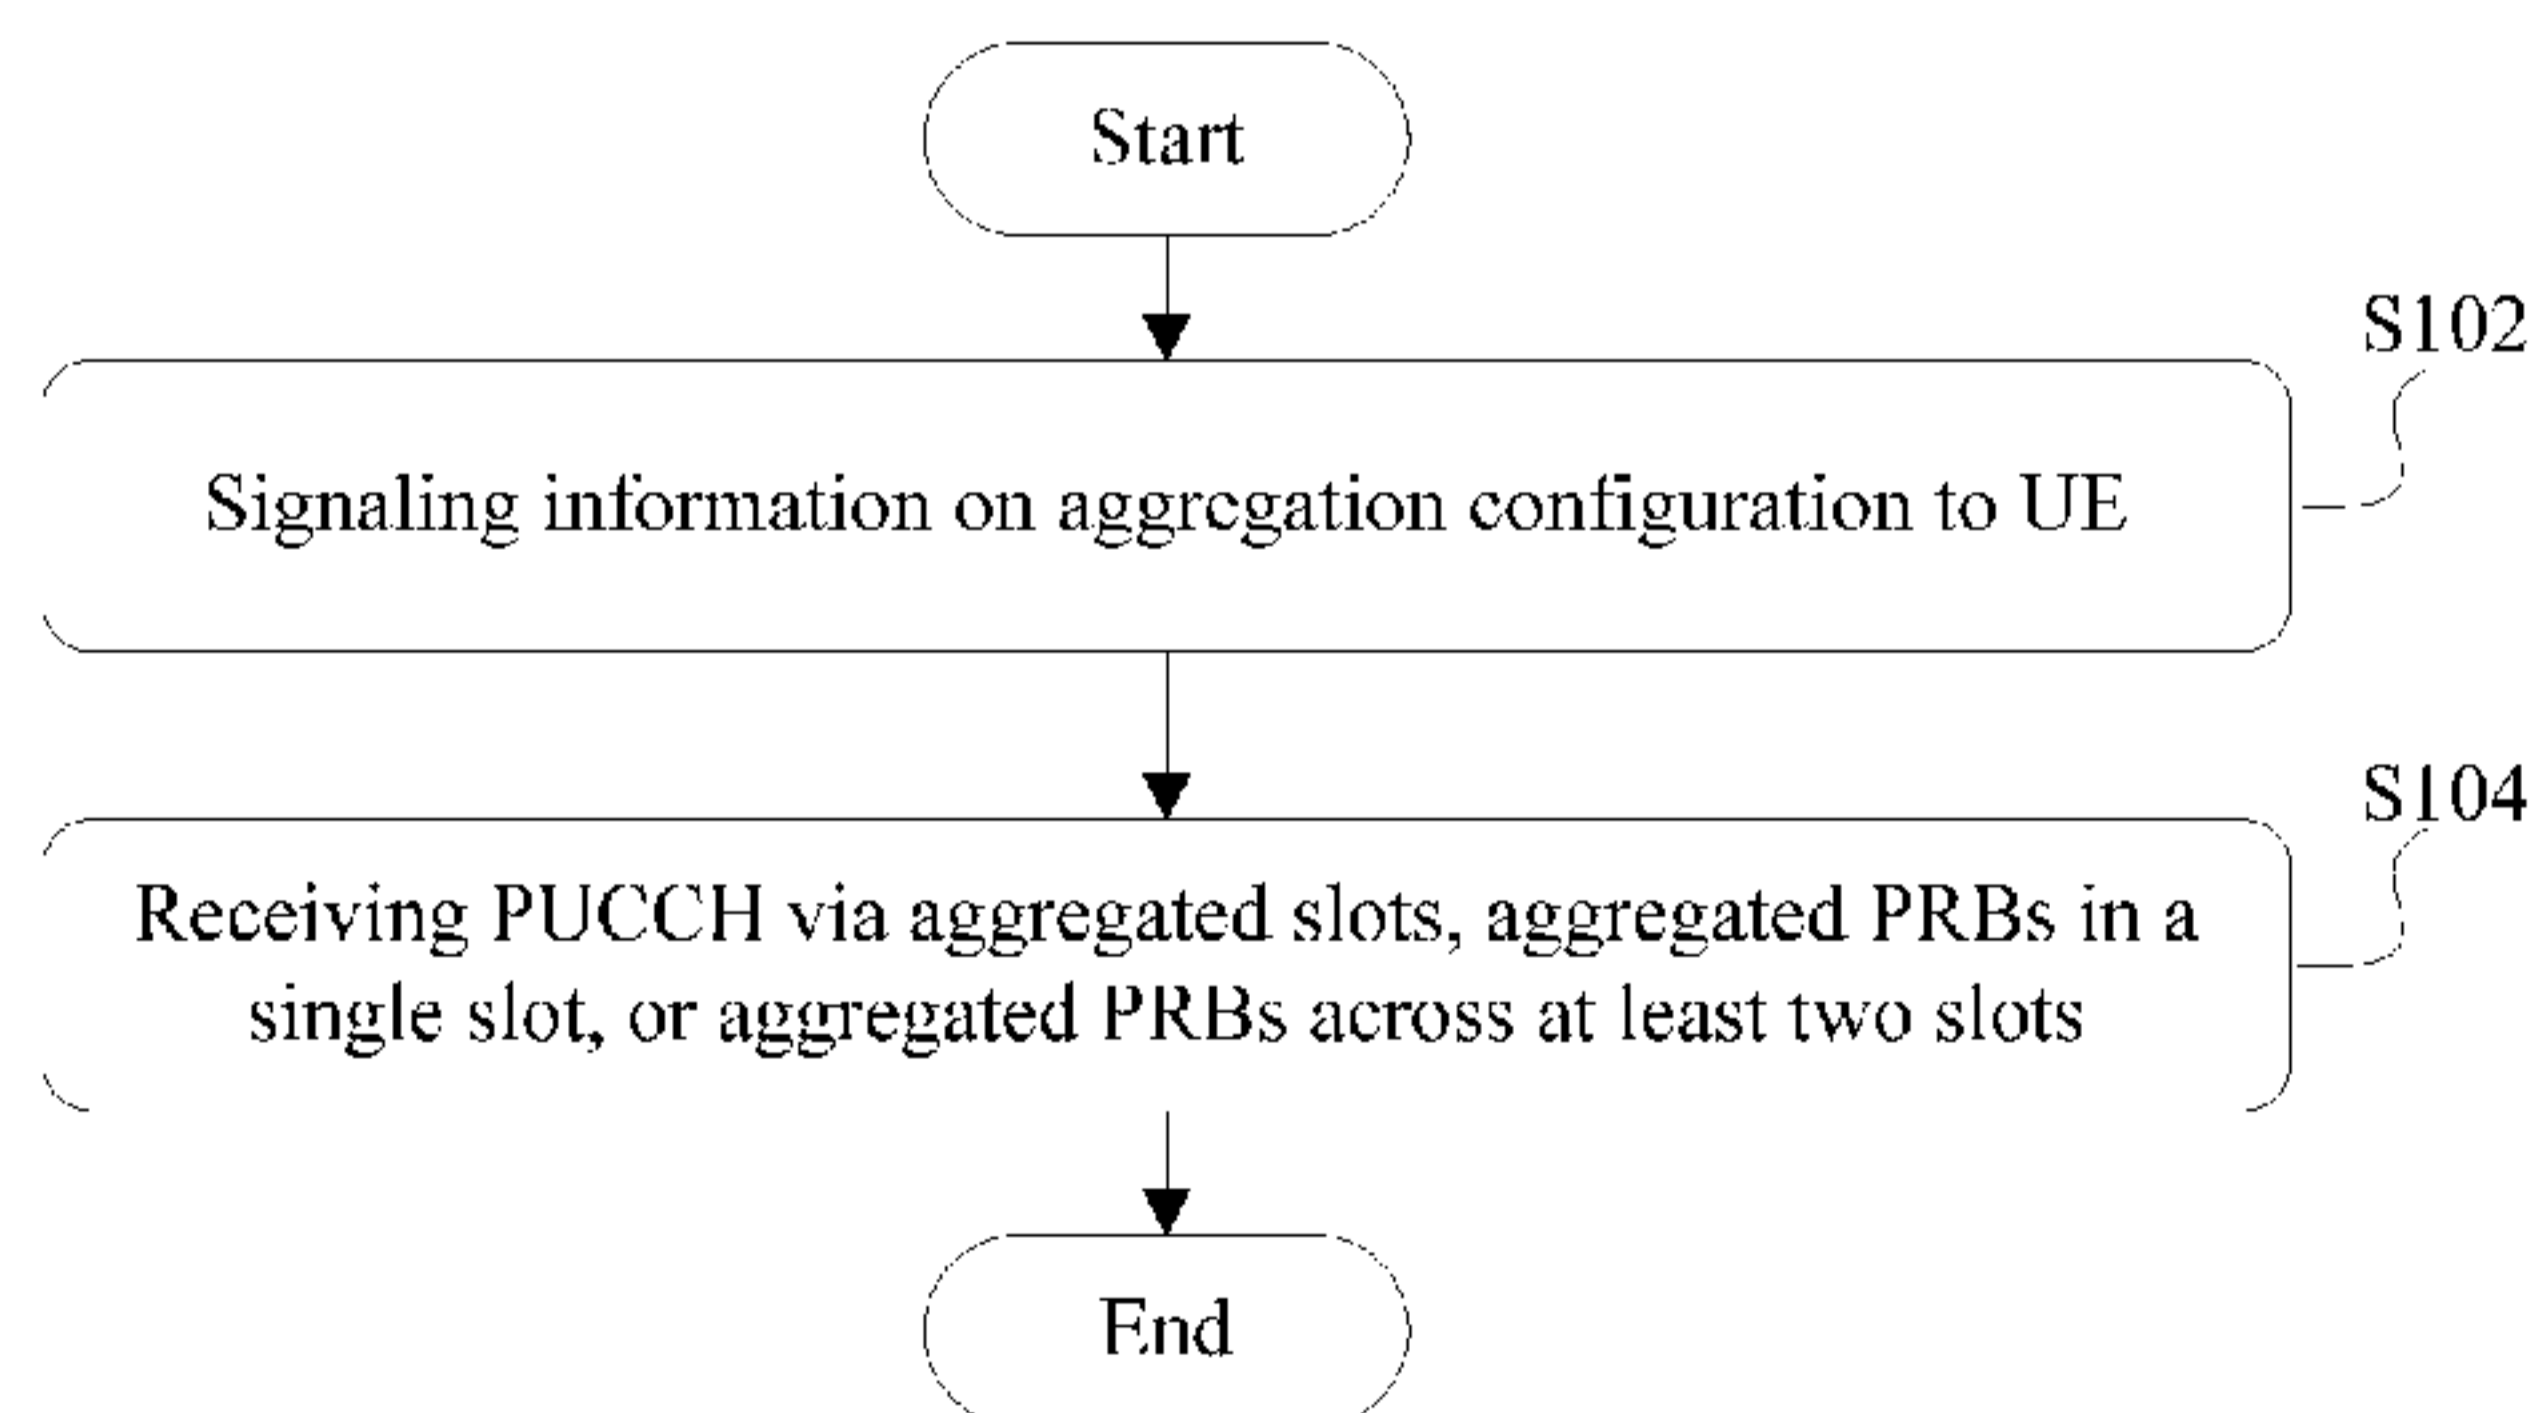 Start
S102
Signaling information on aggregation configuration to UE
S104
Receiving PUCCH via aggregated slots, aggregated PRBs in a
single slot, or aggregated PRBs across at least two slots
End